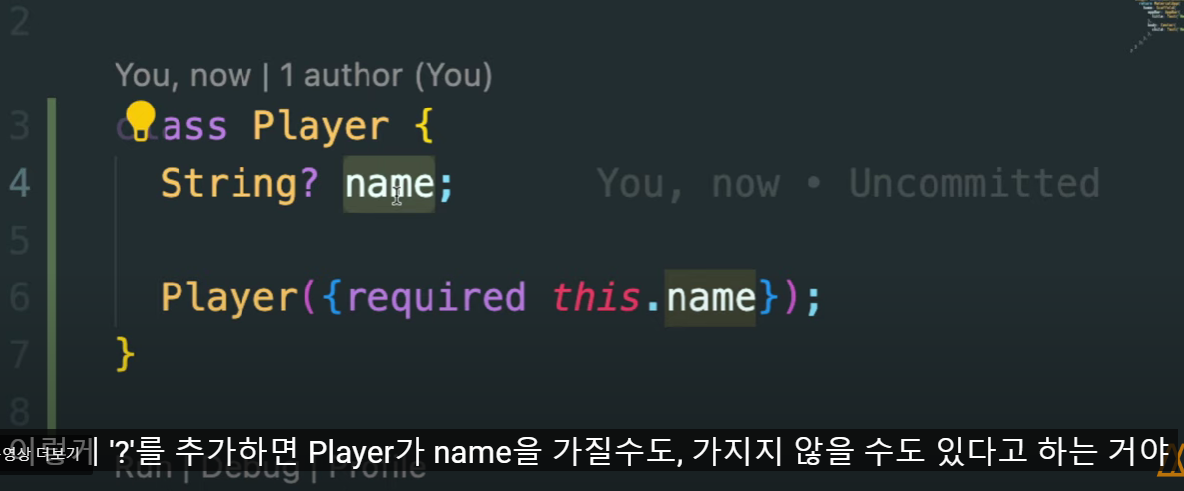 2
You, now | 1 author (You)
3 class Player {
4 String? name; You, now • Uncommitted
5
6 Player({required this.name});
7 }
8
이렇게 '?'를 추가하면 Player가 name을 가질수도, 가지지 않을 수도 있다고 하는 거야
영상 더보기
Run | Debug | Profile